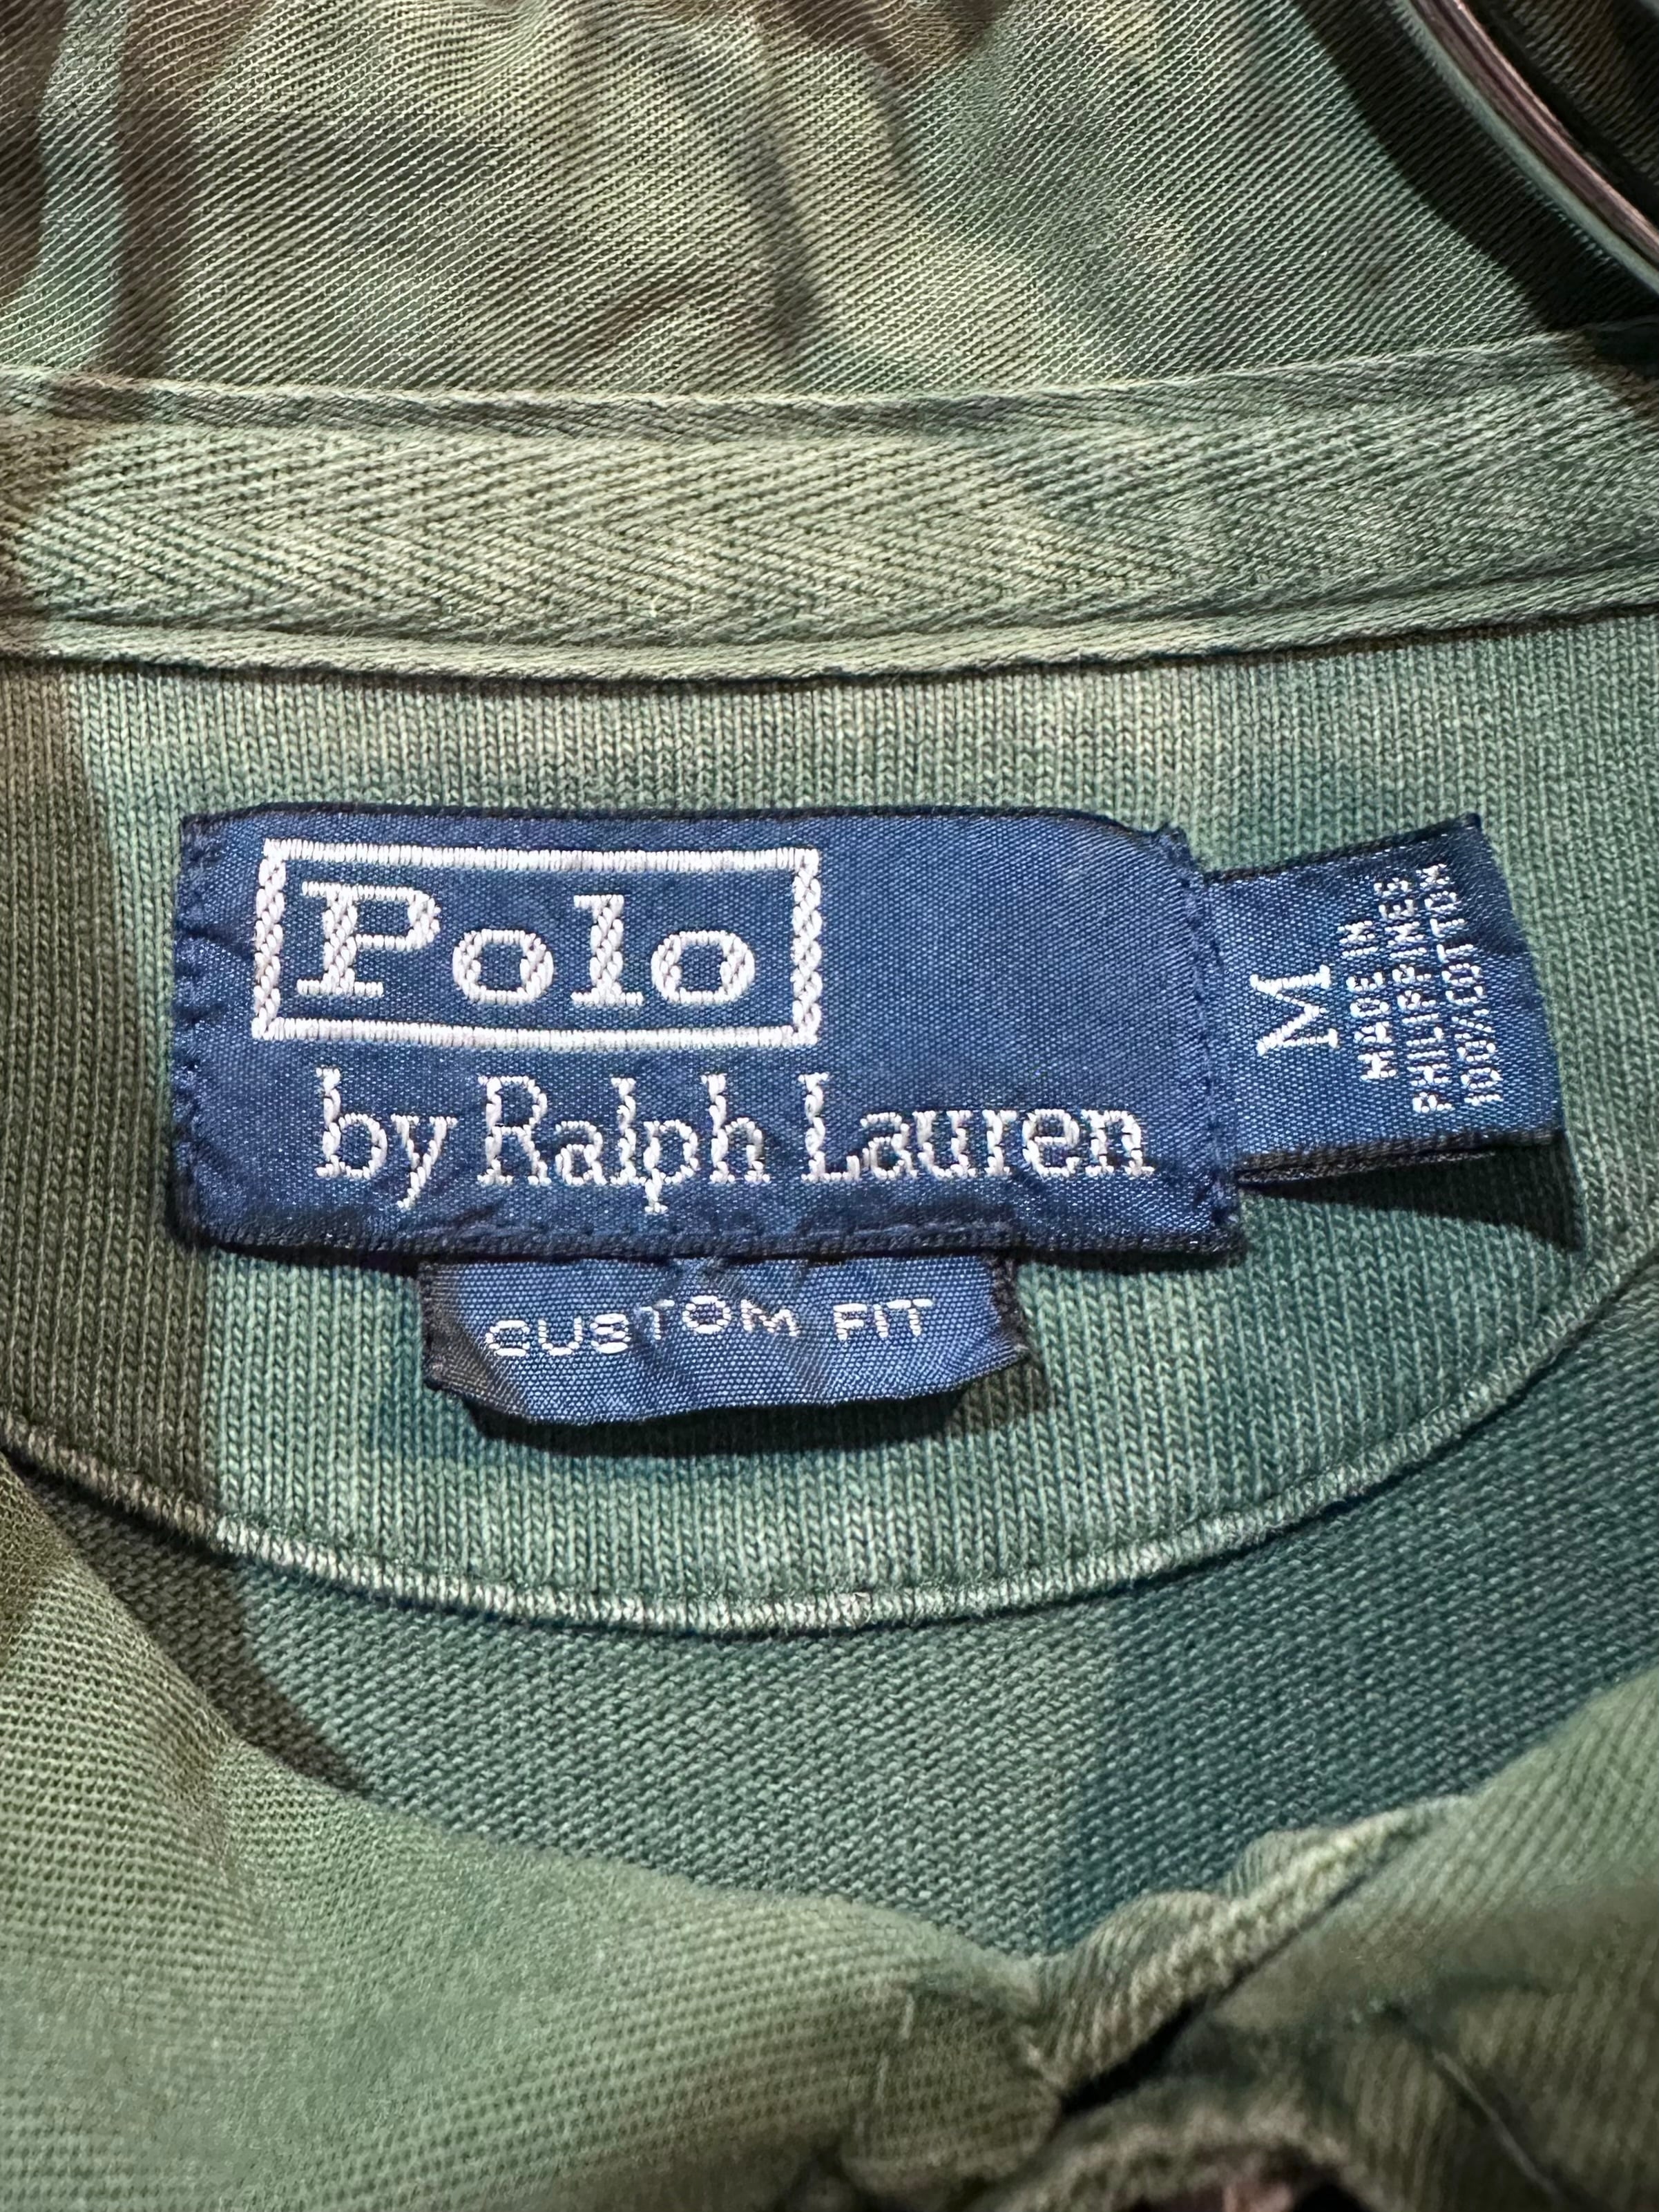 Polo
by Ralph Lauren
CUSTOM FIT
M
MADE IN
PHILIPPINES
100% COTTON